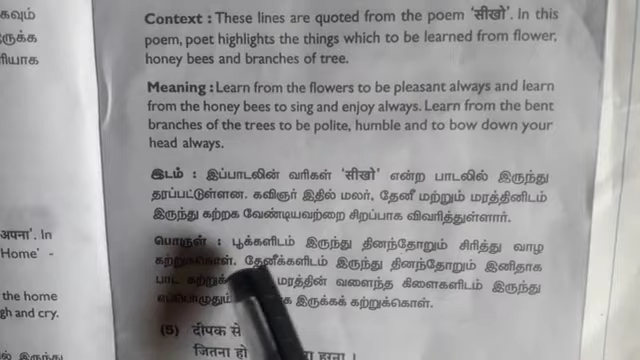 கவும்
ருக்க
ரியாக
अपना'. In
Home' -
the home
gh and cry.
ல் இருந்து
Context : These lines are quoted from the poem 'सीखो'. In this
poem, poet highlights the things which to be learned from flower,
honey bees and branches of tree.
Meaning : Learn from the flowers to be pleasant always and learn
from the honey bees to sing and enjoy always. Learn from the bent
branches of the trees to be polite, humble and to bow down your
head always.
இடம் : இப்பாடலின் வரிகள் 'सीखो' என்ற பாடலில் இருந்து
தரப்பட்டுள்ளன. கவிஞர் இதில் மலர், தேனீ மற்றும் மரத்தினிடம்
இருந்து கற்றக வேண்டியவற்றை சிறப்பாக விவரித்துள்ளார்.
பொருள் : பூக்களிடம் இருந்து தினந்தோறும் சிரித்து வாழ
கற்றுக்கொள். தேனீக்களிடம் இருந்து தினந்தோறும் இனிதாக
பாட மரத்தின் வளைந்த கிளைகளிடம் இருந்து
இருக்கக் கற்றுக்கொள்.
(5) दीपक से
जितना हो